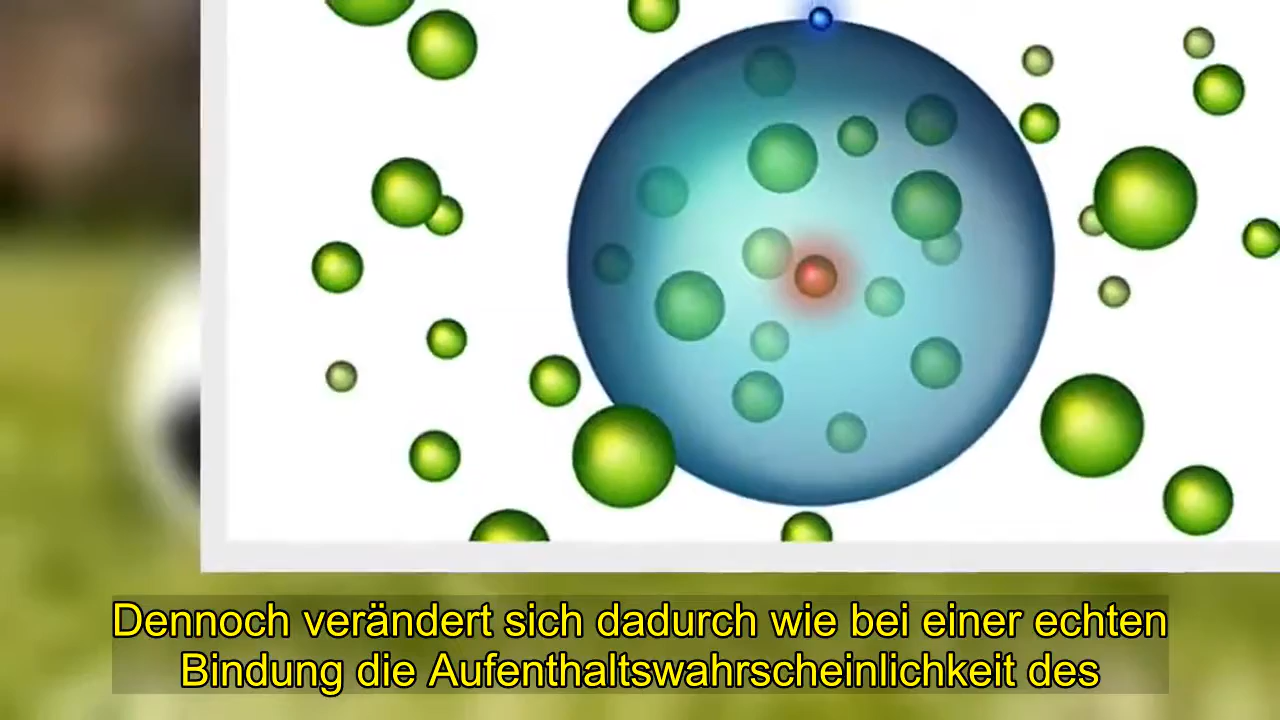 Dennoch verändert sich dadurch wie bei einer echten
Bindung die Aufenthaltswahrscheinlichkeit des